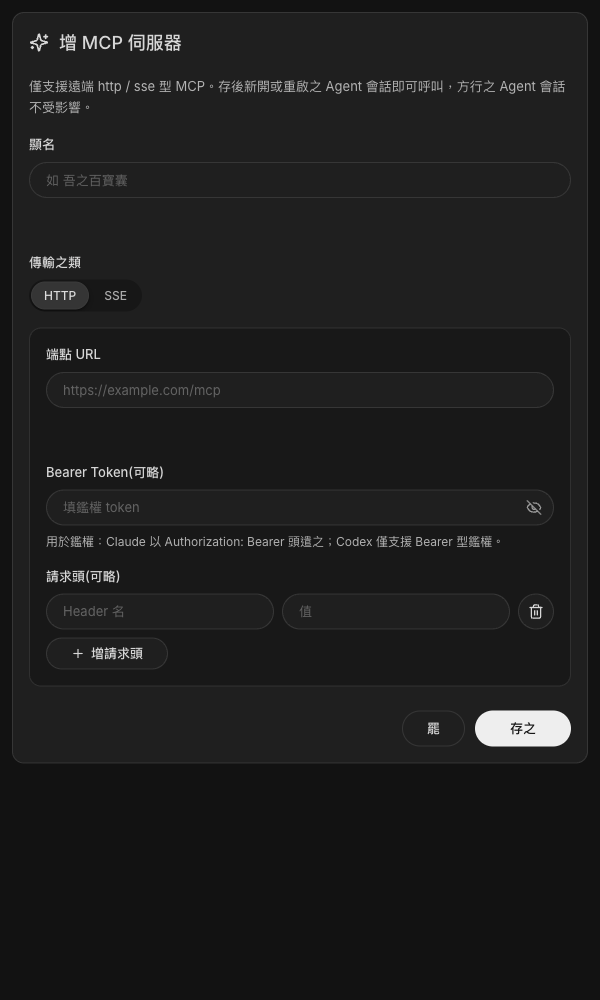 增 MCP 伺服器
僅支援遠端 http / sse 型 MCP。存後新開或重啟之 Agent 會話即可呼叫，方行之 Agent 會話
不受影響。
顯名
如 吾之百寶囊
傳輸之類
HTTP SSE
端點 URL
https://example.com/mcp
Bearer Token(可略)
填鑑權 token
用於鑑權：Claude 以 Authorization: Bearer 頭遣之；Codex 僅支援 Bearer 型鑑權。
請求頭(可略)
Header 名 值
增請求頭
罷 存之